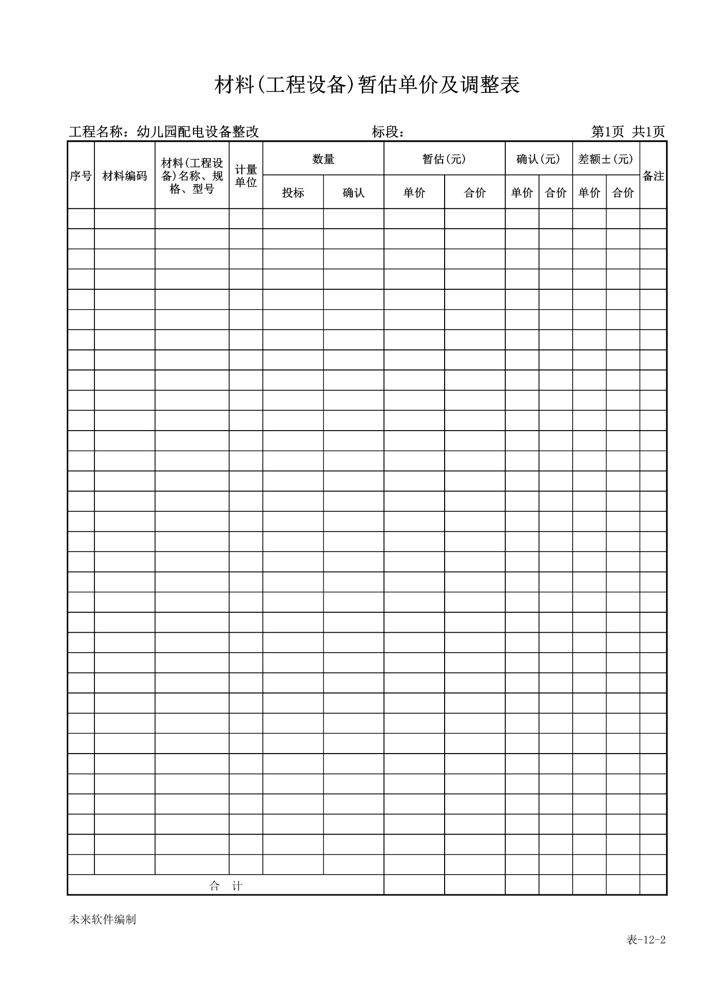 材料(工程设备)暂估单价及调整表
工程名称：幼儿园配电设备整改 标段： 第1页 共1页
序号 材料编码 材料(工程设备)名称、规格、型号 计量单位 数量 暂估(元) 确认(元) 差额±(元) 备注
投标 确认 单价 合价 单价 合价 单价 合价
合 计
未来软件编制
表-12-2